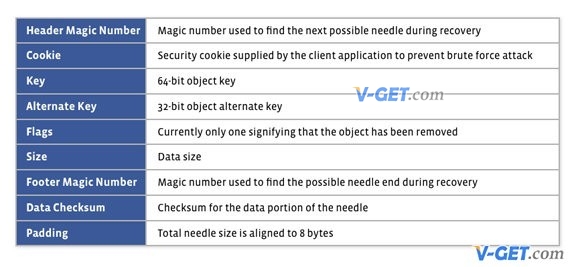 Header Magic Number Magic number used to find the next possible needle during recovery
Cookie Security cookie supplied by the client application to prevent brute force attack
Key 64-bit object key
V-GET.com
Alternate Key 32-bit object alternate key
Flags Currently only one signifying that the object has been removed
Size Data size
Footer Magic Number Magic number used to find the possible needle end during recovery
Data Checksum Checksum for the data portion of the needle
Padding Total needle size is aligned to 8 bytes
V-GET.com